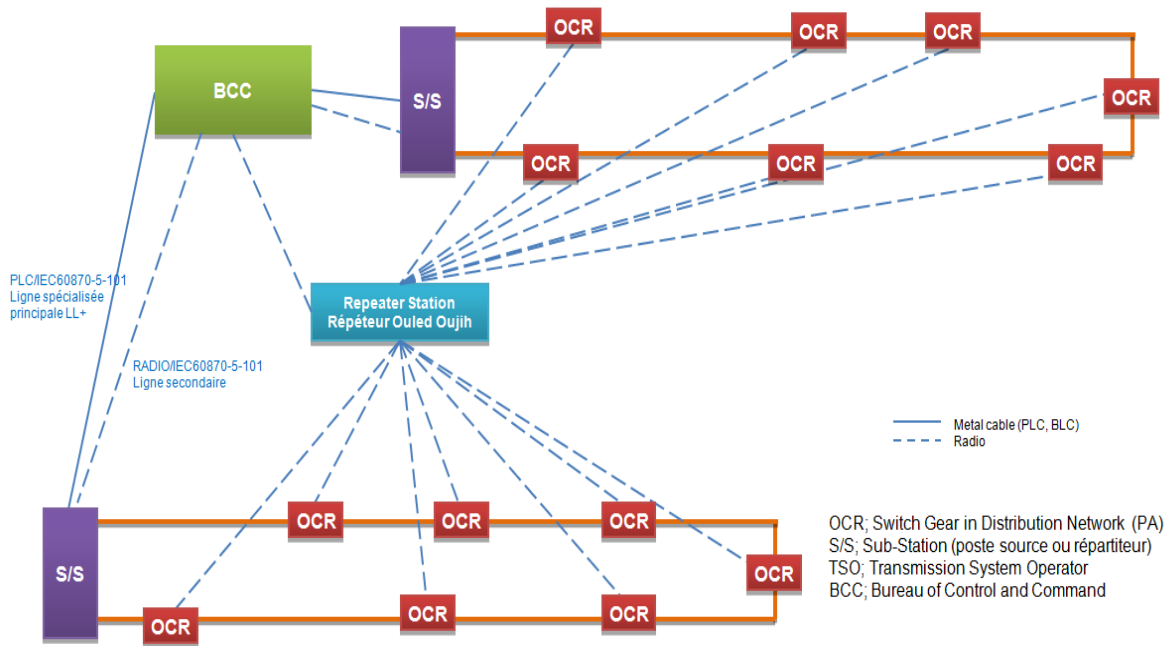 OCR
OCR
OCR
BCC
S/S
OCR
OCR
OCR
OCR
PLC/IEC60870-5-101
Ligne spécialisée
principale LL+
Repeater Station
Répéteur Ouled Oujih
RADIO/IEC60870-5-101
Ligne secondaire
Metal cable (PLC, BLC)
Radio
OCR
OCR
OCR
S/S
OCR
OCR
OCR
OCR
OCR; Switch Gear in Distribution Network (PA)
S/S; Sub-Station (poste source ou répartiteur)
TSO; Transmission System Operator
BCC; Bureau of Control and Command